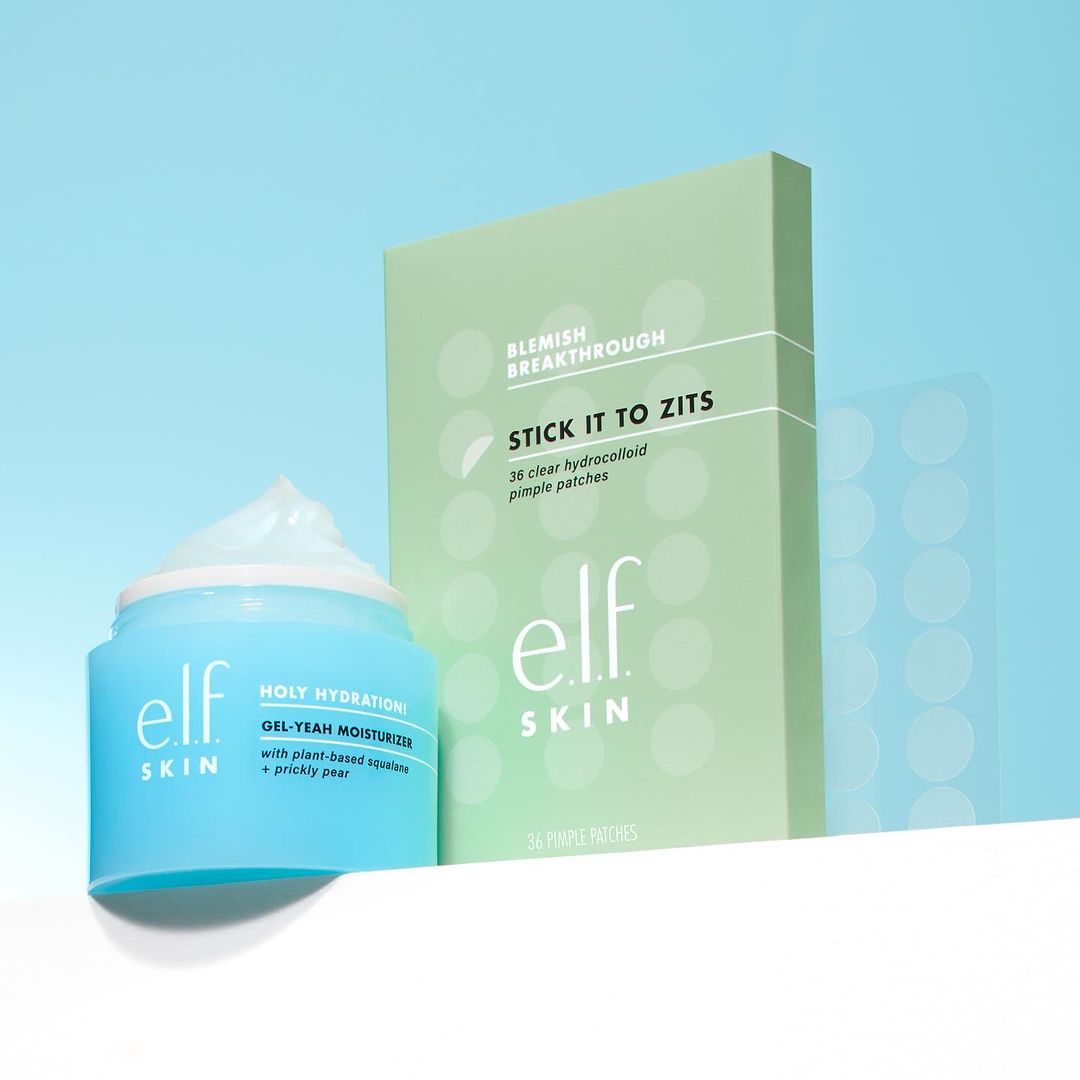 BLEMISH
BREAKTHROUGH
STICK IT TO ZITS
36 clear hydrocolloid
pimple patches
e.l.f.
SKIN
36 PIMPLE PATCHES
e.l.f.
SKIN
HOLY HYDRATION!
GEL-YEAH MOISTURIZER
with plant-based squalane
+ prickly pear